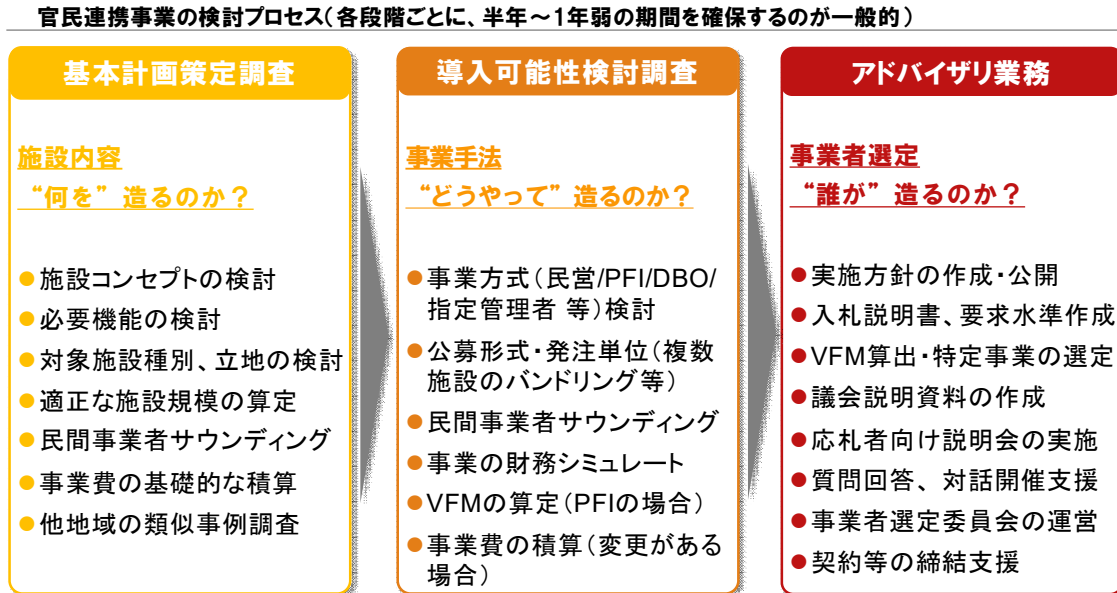 官民連携事業の検討プロセス（各段階ごとに、半年～1年弱の期間を確保するのが一般的）
基本計画策定調査
施設内容
“何を”造るのか？
●施設コンセプトの検討
●必要機能の検討
●対象施設種別、立地の検討
●適正な施設規模の算定
●民間事業者サウンディング
●事業費の基礎的な積算
●他地域の類似事例調査
導入可能性検討調査
事業手法
“どうやって”造るのか？
●事業方式（民営/PFI/DBO/
指定管理者 等）検討
●公募形式・発注単位（複数
施設のバンドリング等）
●民間事業者サウンディング
●事業の財務シミュレート
●VFMの算定（PFIの場合）
●事業費の積算（変更がある
場合）
アドバイザリ業務
事業者選定
“誰が”造るのか？
●実施方針の作成・公開
●入札説明書、要求水準作成
●VFM算出・特定事業の選定
●議会説明資料の作成
●応札者向け説明会の実施
●質問回答、対話開催支援
●事業者選定委員会の運営
●契約等の締結支援